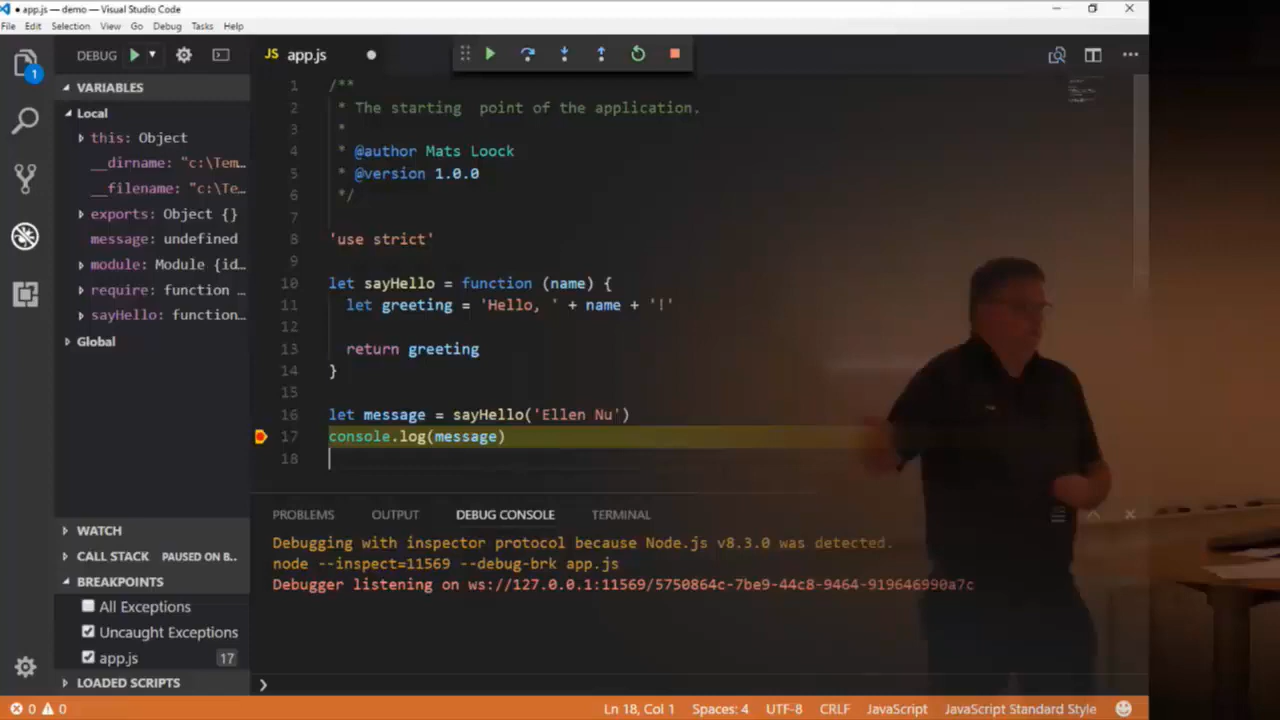 ● app.js — demo — Visual Studio Code
File Edit Selection View Go Debug Tasks Help
DEBUG
JS app.js ●
1
VARIABLES
Local
this: Object
__dirname: "c:\Tem…
__filename: "c:\Te…
exports: Object {}
message: undefined
module: Module {id…
require: function …
sayHello: function…
Global
WATCH
CALL STACK PAUSED ON B…
BREAKPOINTS
All Exceptions
Uncaught Exceptions
app.js 17
LOADED SCRIPTS
1 /**
2 * The starting  point of the application.
3 *
4 * @author Mats Loock
5 * @version 1.0.0
6 */
7
8 'use strict'
9
10 let sayHello = function (name) {
11 let greeting = 'Hello, ' + name + '!'
12
13 return greeting
14 }
15
16 let message = sayHello('Ellen Nu')
17 console.log(message)
18
PROBLEMS OUTPUT DEBUG CONSOLE TERMINAL
Debugging with inspector protocol because Node.js v8.3.0 was detected.
node --inspect=11569 --debug-brk app.js
Debugger listening on ws://127.0.0.1:11569/5750864c-7be9-44c8-9464-919646990a7c
0 0 Ln 18, Col 1 Spaces: 4 UTF-8 CRLF JavaScript JavaScript Standard Style